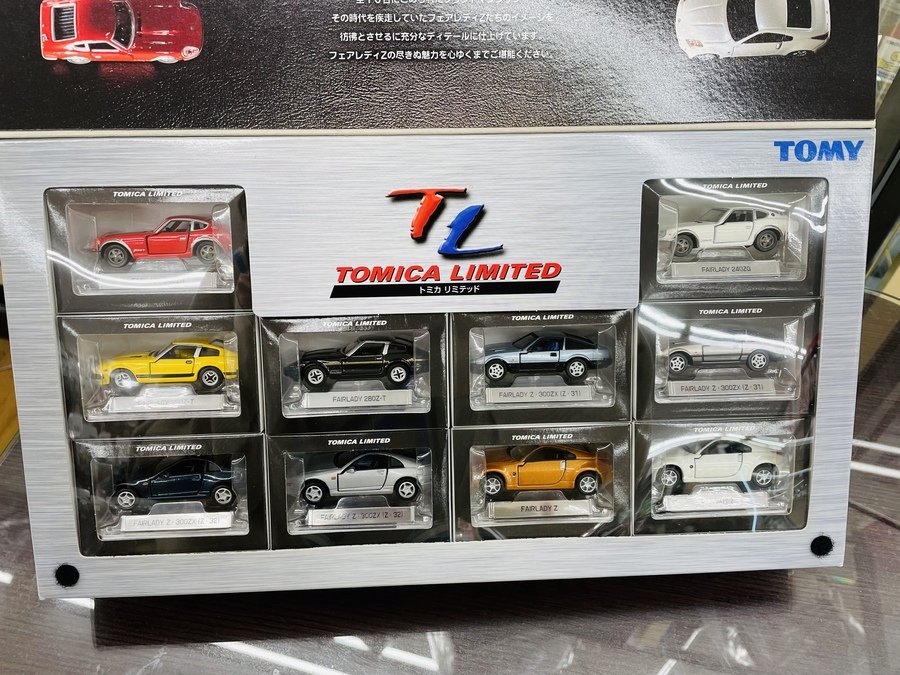 その時代を疾走していたフェアレディZたちのイメージを
彷彿とさせるに充分なディテールに仕上げています。
フェアレディZの尽きぬ魅力を心ゆくまでご堪能ください。
TOMY
TL
TOMICA LIMITED
トミカ リミテッド
TOMICA LIMITED
TOMICA LIMITED
FAIRLADY 240ZG
TOMICA LIMITED
TOMICA LIMITED
FAIRLADY 280Z-T
TOMICA LIMITED
FAIRLADY Z · 300ZX (Z · 31)
TOMICA LIMITED
FAIRLADY Z · 300ZX (Z · 31)
TOMICA LIMITED
FAIRLADY Z · 300ZX (Z · 32)
TOMICA LIMITED
FAIRLADY Z · 300ZX (Z · 32)
TOMICA LIMITED
FAIRLADY Z
TOMICA LIMITED